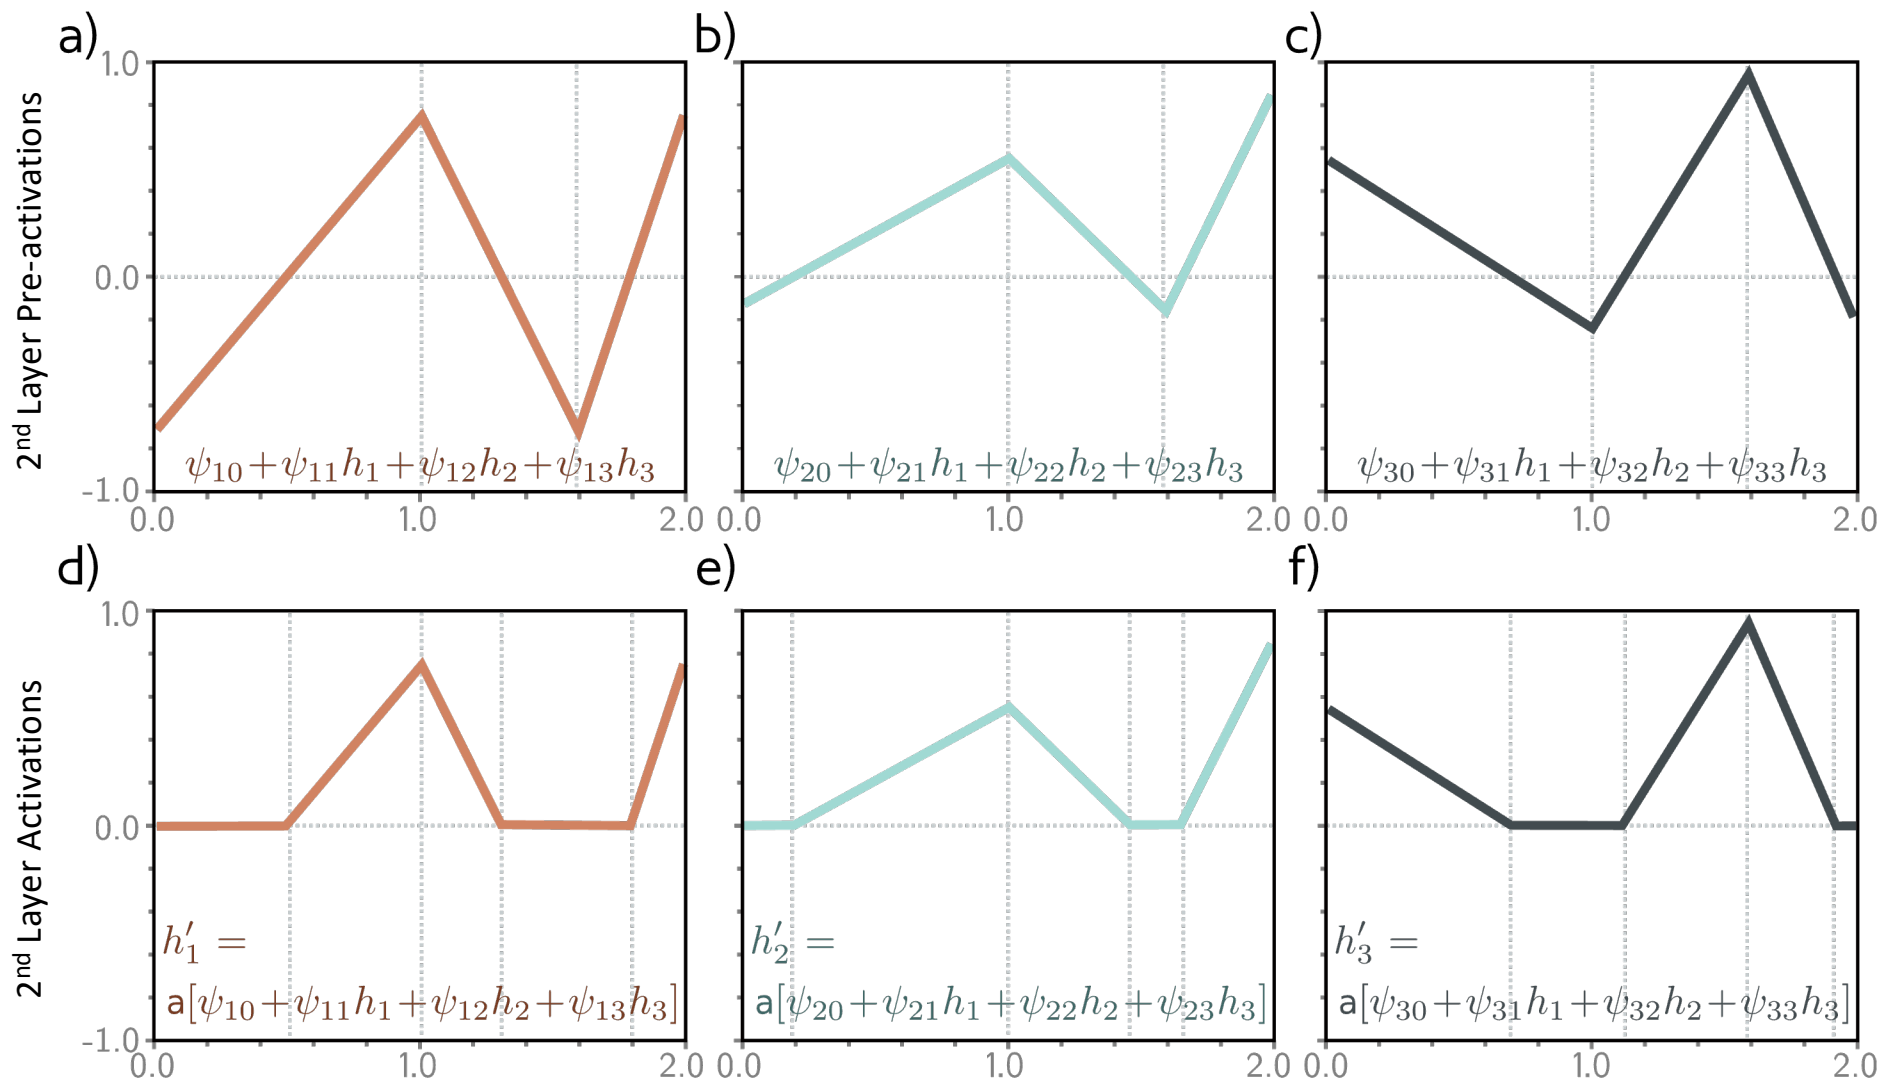 a)
b)
c)
2nd Layer Pre-activations
1.0
0.0
-1.0
ψ10+ψ11h1+ψ12h2+ψ13h3
ψ20+ψ21h1+ψ22h2+ψ23h3
ψ30+ψ31h1+ψ32h2+ψ33h3
0.0 1.0 2.0
0.0 1.0 2.0
0.0 1.0 2.0
d)
e)
f)
2nd Layer Activations
1.0
0.0
-1.0
h′1 =
a[ψ10+ψ11h1+ψ12h2+ψ13h3]
h′2 =
a[ψ20+ψ21h1+ψ22h2+ψ23h3]
h′3 =
a[ψ30+ψ31h1+ψ32h2+ψ33h3]
0.0 1.0 2.0
0.0 1.0 2.0
0.0 1.0 2.0